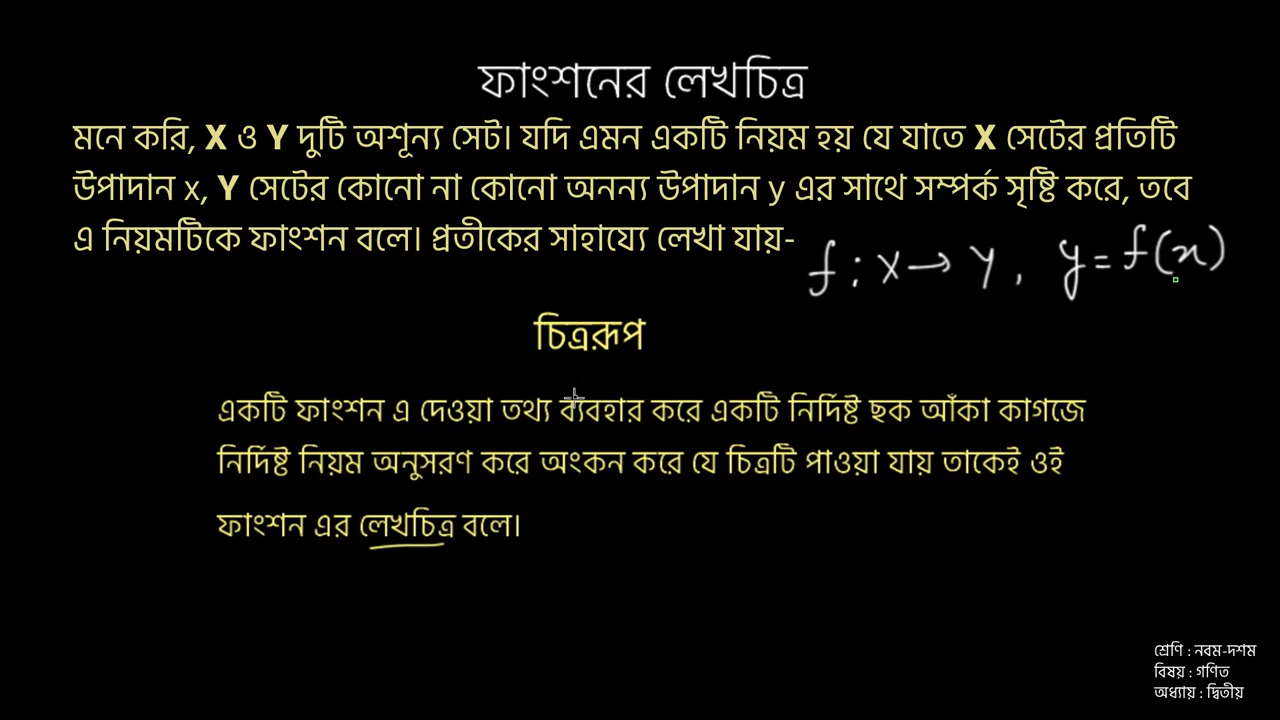 ফাংশনের লেখচিত্র
মনে করি, X ও Y দুটি অশূন্য সেট। যদি এমন একটি নিয়ম হয় যে যাতে X সেটের প্রতিটি
উপাদান x, Y সেটের কোনো না কোনো অনন্য উপাদান y এর সাথে সম্পর্ক সৃষ্টি করে, তবে
এ নিয়মটিকে ফাংশন বলে। প্রতীকের সাহায্যে লেখা যায়- f : X → Y, y = f(x)
চিত্ররূপ
একটি ফাংশন এ দেওয়া তথ্য ব্যবহার করে একটি নির্দিষ্ট ছক আঁকা কাগজে
নির্দিষ্ট নিয়ম অনুসরণ করে অংকন করে যে চিত্রটি পাওয়া যায় তাকেই ওই
ফাংশন এর লেখচিত্র বলে।
শ্রেণি : নবম-দশম
বিষয় : গণিত
অধ্যায় : দ্বিতীয়